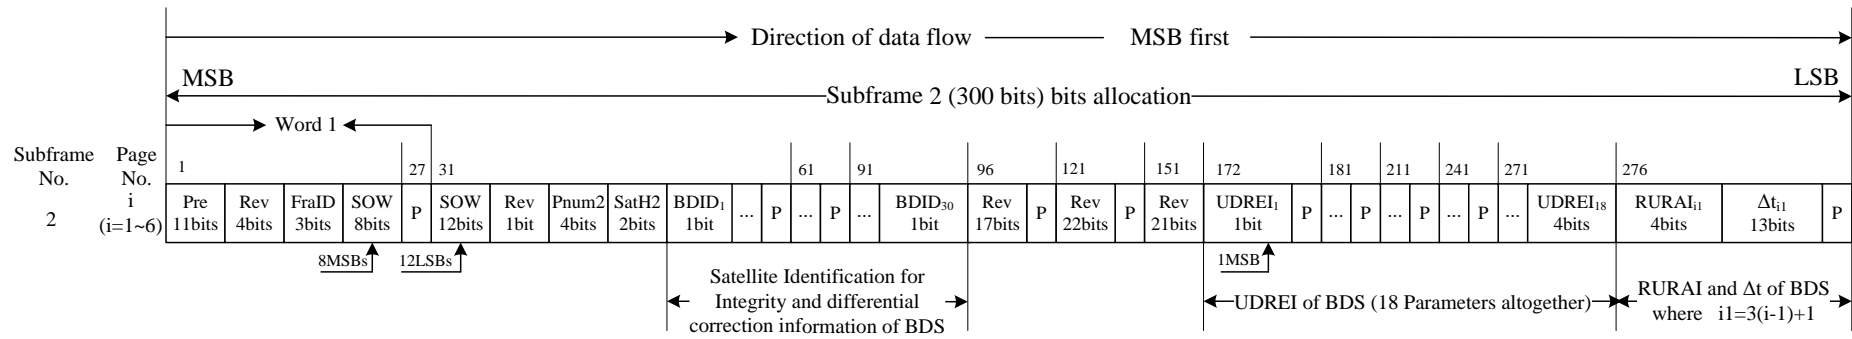 Direction of data flow MSB first
MSB LSB
Subframe 2 (300 bits) bits allocation
Word 1
Subframe No. Page No. i (i=1~6)
1 27 31 61 91 96 121 151 172 181 211 241 271 276
2
Pre 11bits
Rev 4bits
FraID 3bits
SOW 8bits
P
SOW 12bits
Rev 1bit
Pnum2 4bits
SatH2 2bits
BDID₁ 1bit
...
P
...
P
...
BDID₃₀ 1bit
Rev 17bits
P
Rev 22bits
P
Rev 21bits
UDREI₁ 1bit
P
...
P
...
P
...
P
...
UDREI₁₈ 4bits
RURAI_i1 4bits
Δt_i1 13bits
P
8MSBs 12LSBs 1MSB
Satellite Identification for
Integrity and differential
correction information of BDS
UDREI of BDS (18 Parameters altogether)
RURAI and Δt of BDS
where i1=3(i-1)+1